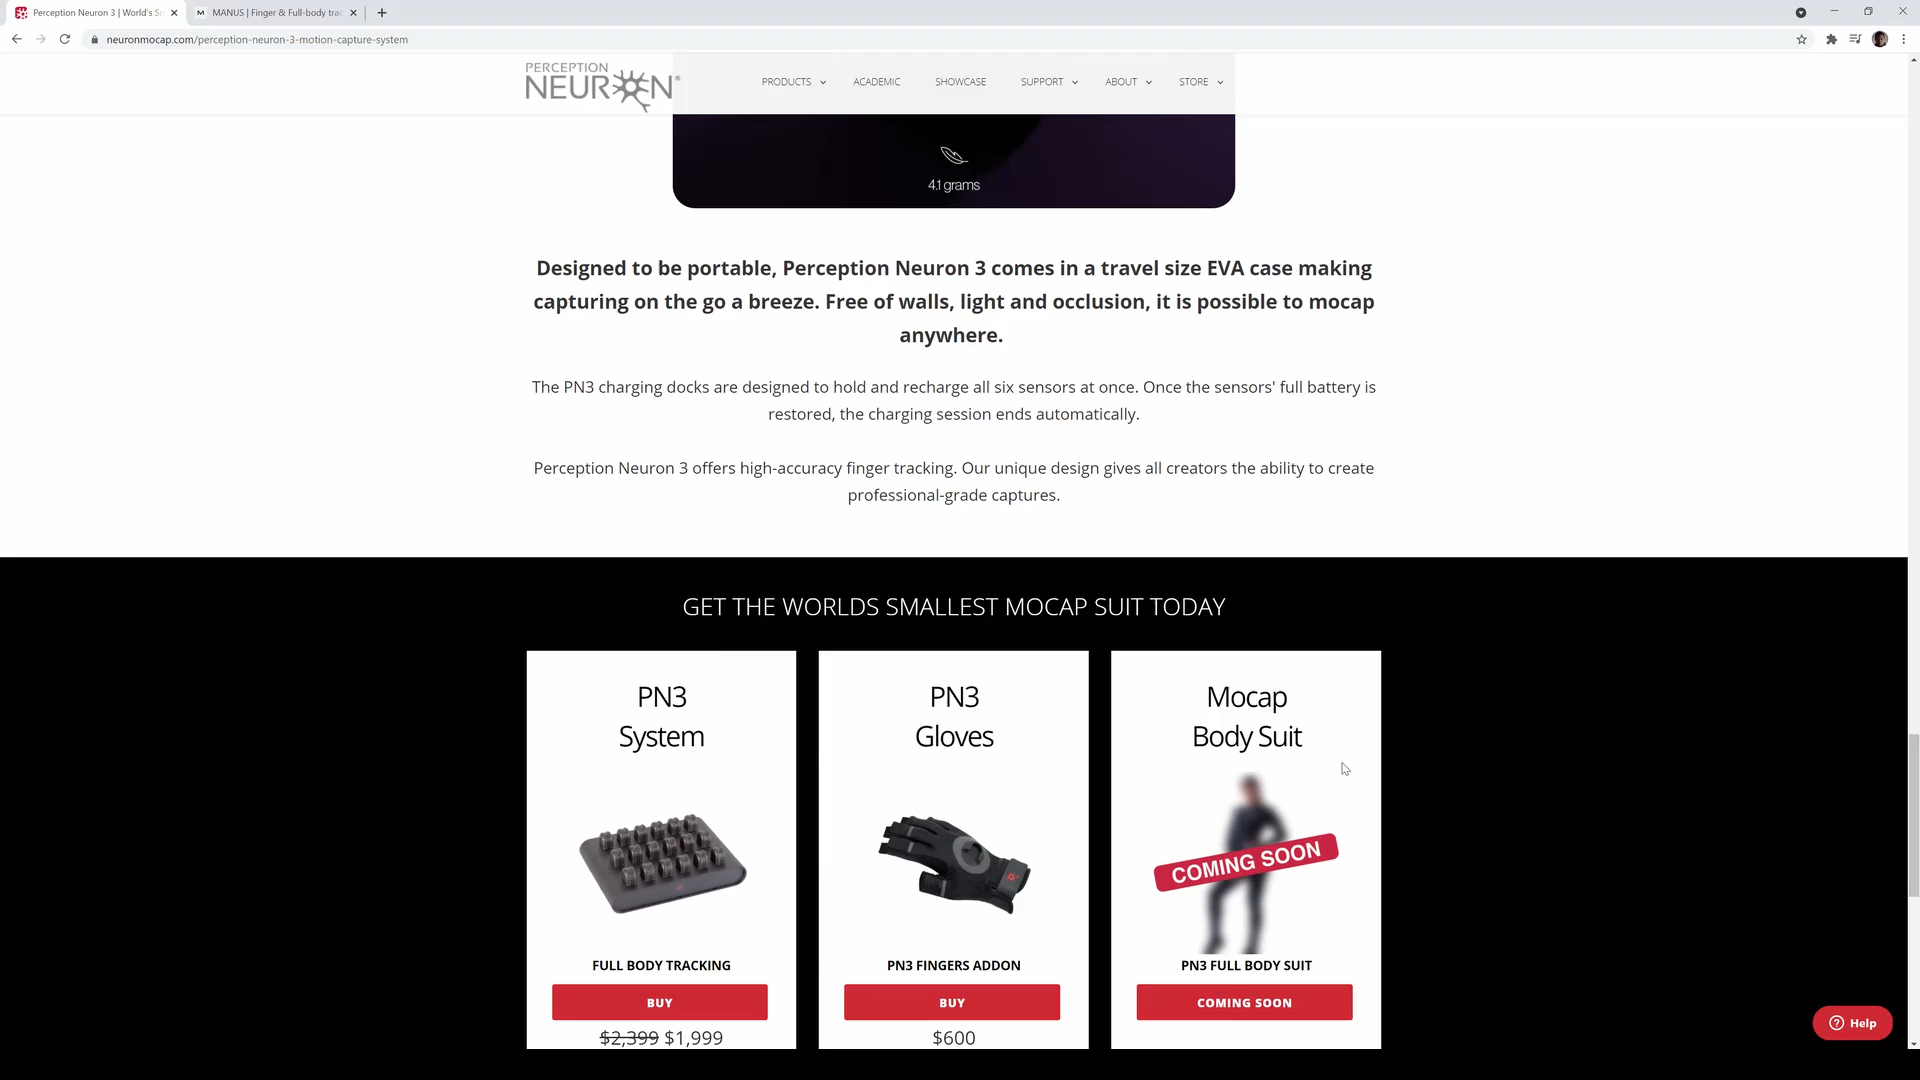 Perception Neuron 3 | World's Sm
MANUS | Finger & Full-body trac
neuronmocap.com/perception-neuron-3-motion-capture-system
PERCEPTION
NEURON
PRODUCTS
ACADEMIC
SHOWCASE
SUPPORT
ABOUT
STORE
4.1 grams
Designed to be portable, Perception Neuron 3 comes in a travel size EVA case making
capturing on the go a breeze. Free of walls, light and occlusion, it is possible to mocap
anywhere.
The PN3 charging docks are designed to hold and recharge all six sensors at once. Once the sensors' full battery is
restored, the charging session ends automatically.
Perception Neuron 3 offers high-accuracy finger tracking. Our unique design gives all creators the ability to create
professional-grade captures.
GET THE WORLDS SMALLEST MOCAP SUIT TODAY
PN3
System
FULL BODY TRACKING
BUY
$2,399 $1,999
PN3
Gloves
PN3 FINGERS ADDON
BUY
$600
Mocap
Body Suit
COMING SOON
PN3 FULL BODY SUIT
COMING SOON
Help